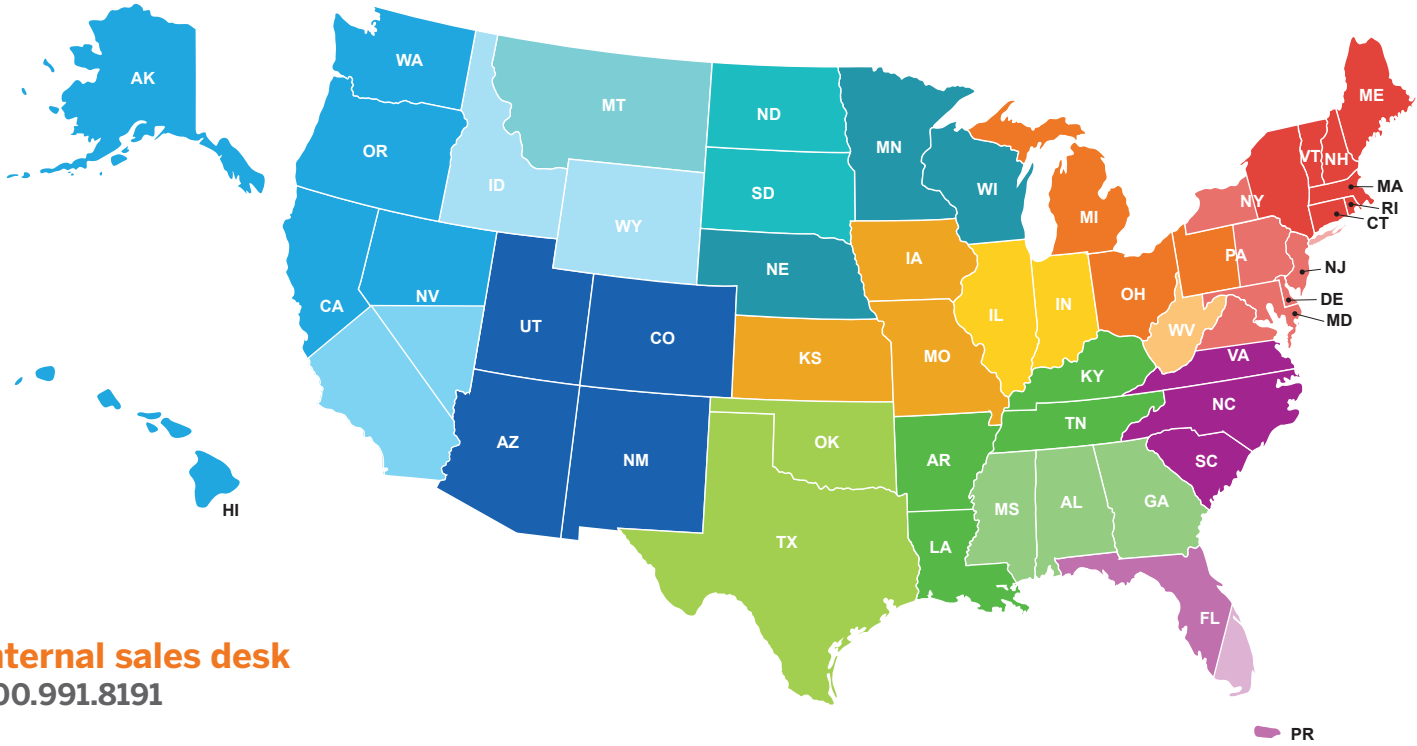 AK
WA
MT
ND
MN
ME
OR
ID
SD
WI
MI
VT
NH
MA
NY
RI
CT
WY
NE
IA
PA
NJ
CA
NV
UT
CO
IL
IN
OH
DE
MD
WV
VA
KS
MO
KY
NC
AZ
NM
OK
AR
TN
SC
HI
TX
LA
MS
AL
GA
FL
nternal sales desk
00.991.8191
PR